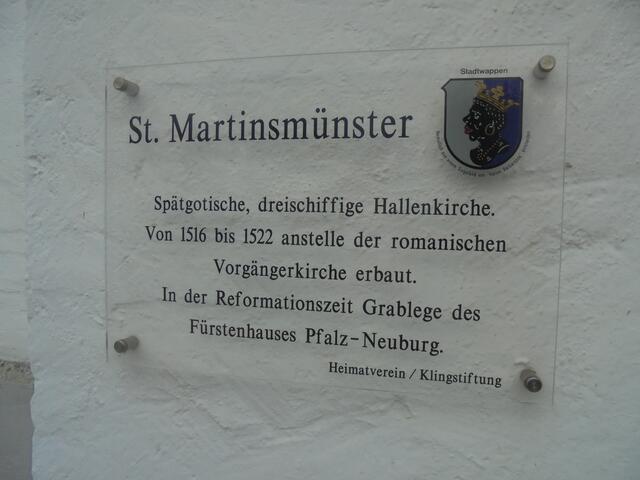 Stadtwappen
St. Martinsmünster
Spätgotische, dreischiffige Hallenkirche.
Von 1516 bis 1522 anstelle der romanischen
Vorgängerkirche erbaut.
In der Reformationszeit Grablege des
Fürstenhauses Pfalz-Neuburg.
Heimatverein / Klingstiftung